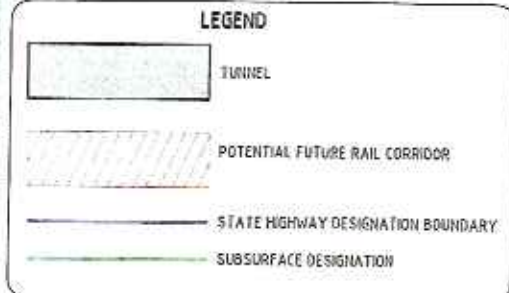 LEGEND
TUNNEL
POTENTIAL FUTURE RAIL CORRIDOR
STATE HIGHWAY DESIGNATION BOUNDARY
SUBSURFACE DESIGNATION